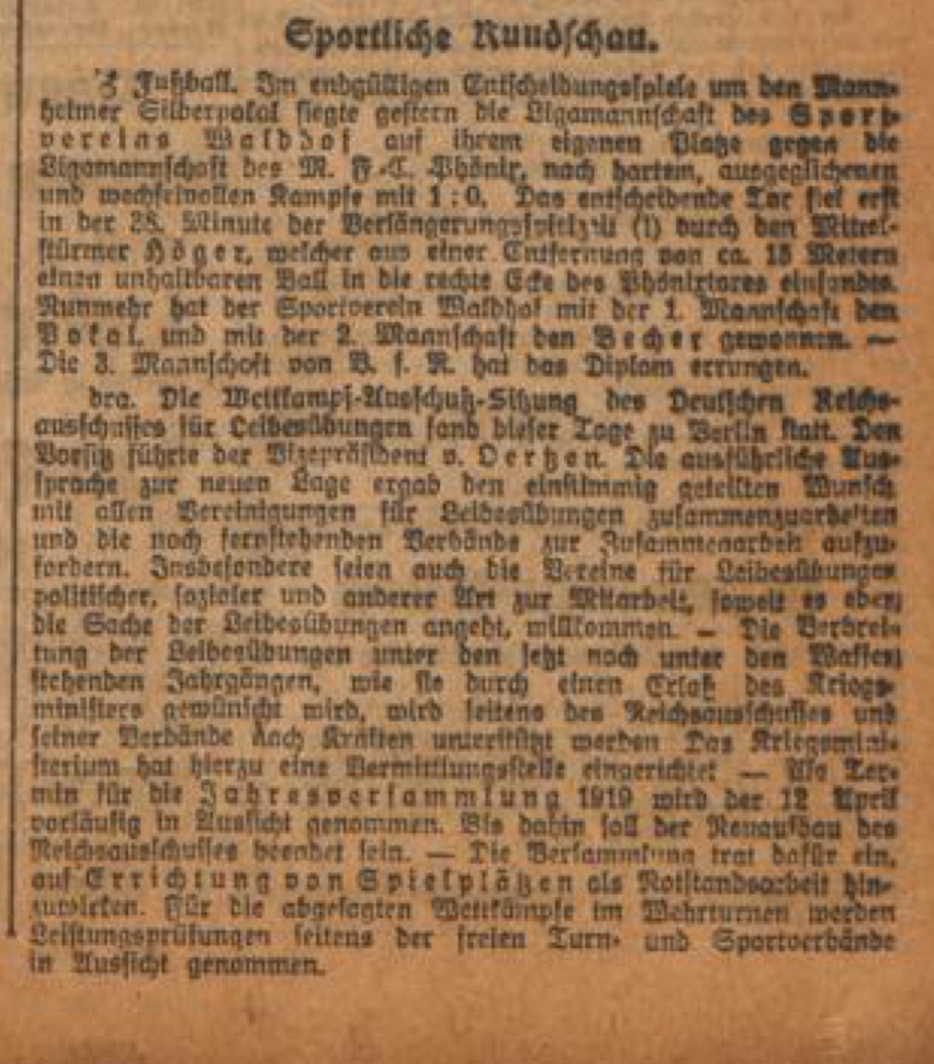 Sportliche Rundschau.
Fußball. Im endgültigen Entscheidungsspiele um den Mann-
heimer Silberpokal siegte gestern die Ligamannschaft des Sport-
vereins Waldhof auf ihrem eigenen Platze gegen die
Ligamannschaft des M. F.-C. Phönix, nach hartem, ausgeglichenen
und wechselvollen Kampfe mit 1:0. Das entscheidende Tor fiel erst
in der 28. Minute der Verlängerungsspielzeit (!) durch den Mittel-
stürmer Höger, welcher aus einer Entfernung von ca. 15 Metern
einen unhaltbaren Ball in die rechte Ecke des Phönixtores einsandte.
Nunmehr hat der Sportverein Waldhof mit der 1. Mannschaft den
Pokal und mit der 2. Mannschaft den Becher gewonnen. —
Die 3. Mannschaft von V. f. R. hat das Diplom errungen.
dra. Die Wettkampf-Ausschuß-Sitzung des Deutschen Reichs-
ausschusses für Leibesübungen fand dieser Tage zu Berlin statt. Den
Vorsitz führte der Vizepräsident v. Oertzen. Die ausführliche Aus-
sprache zur neuen Lage ergab den einstimmig geteilten Wunsch
mit allen Vereinigungen für Leibesübungen zusammenzuarbeiten
und die noch fernstehenden Verbände zur Zusammenarbeit aufzu-
fordern. Insbesondere seien auch die Vereine für Leibesübungen
politischer, sozialer und anderer Art zur Mitarbeit, soweit es eben
die Sache der Leibesübungen angeht, willkommen. — Die Verbrei-
tung der Leibesübungen unter den jetzt noch unter den Waffen
stehenden Jahrgängen, wie sie durch einen Erlaß des Kriegs-
ministers gewünscht wird, wird seitens des Reichsausschusses und
seiner Verbände nach Kräften unterstützt werden Das Kriegsmini-
sterium hat hierzu eine Vermittlungsstelle eingerichtet — Als Ter-
min für die Jahresversammlung 1919 wird der 12 April
vorläufig in Aussicht genommen. Bis dahin soll der Neuaufbau des
Reichsausschusses beendet sein. — Die Versammlung trat dafür ein,
auf Errichtung von Spielplätzen als Notstandsarbeit hin-
zuwirken. Für die abgesagten Wettkämpfe im Wehrturnen werden
Leistungsprüfungen seitens der freien Turn- und Sportverbände
in Aussicht genommen.